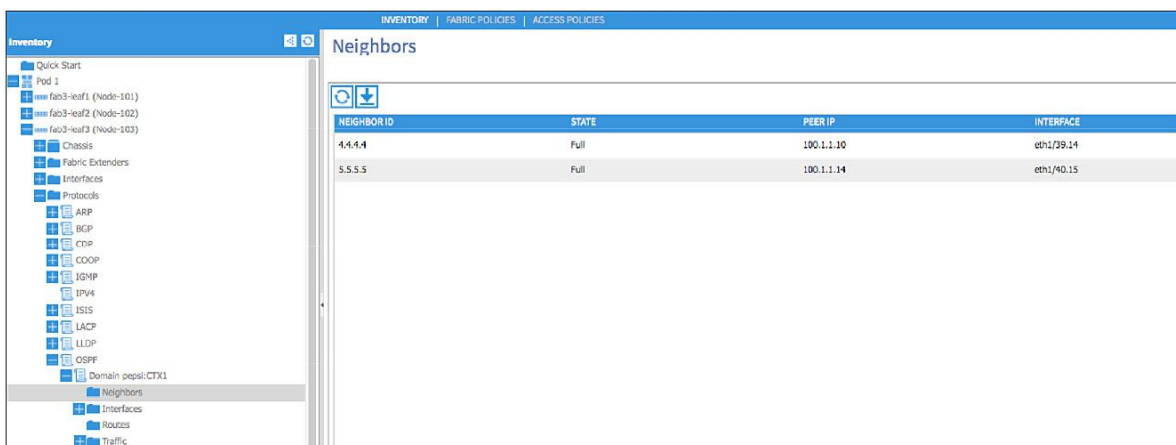 INVENTORY | FABRIC POLICIES | ACCESS POLICIES
Inventory
Quick Start
Pod 1
fab3-leaf1 (Node-101)
fab3-leaf2 (Node-102)
fab3-leaf3 (Node-103)
Chassis
Fabric Extenders
Interfaces
Protocols
ARP
BGP
CDP
COOP
IGMP
IPV4
ISIS
LACP
LLDP
OSPF
Domain pepsi:CTX1
Neighbors
Interfaces
Routes
Traffic
Neighbors
NEIGHBOR ID STATE PEER IP INTERFACE
4.4.4.4 Full 100.1.1.10 eth1/39.14
5.5.5.5 Full 100.1.1.14 eth1/40.15